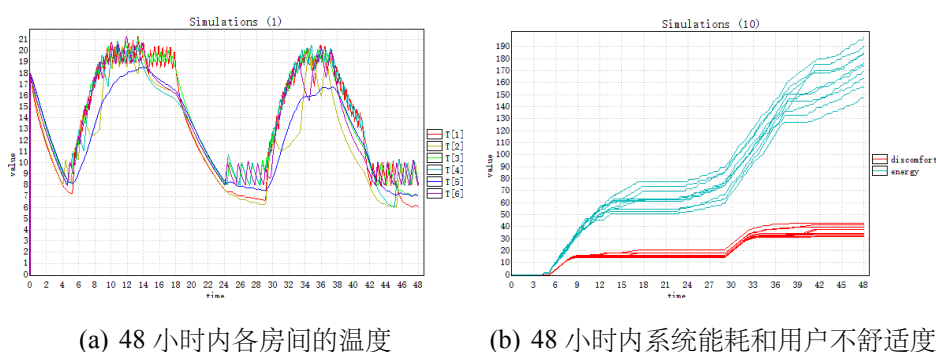 Simulations (1)
value
21
20
19
18
17
16
15
14
13
12
11
10
9
8
7
6
5
4
3
2
1
0
0 2 4 6 8 10 12 14 16 18 20 22 24 26 28 30 32 34 36 38 40 42 44 46 48
time
T[1]
T[2]
T[3]
T[4]
T[5]
T[6]
(a) 48 小时内各房间的温度
Simulations (10)
value
190
180
170
160
150
140
130
120
110
100
90
80
70
60
50
40
30
20
10
0
0 3 6 9 12 15 18 21 24 27 30 33 36 39 42 45 48
time
discomfort
energy
(b) 48 小时内系统能耗和用户不舒适度